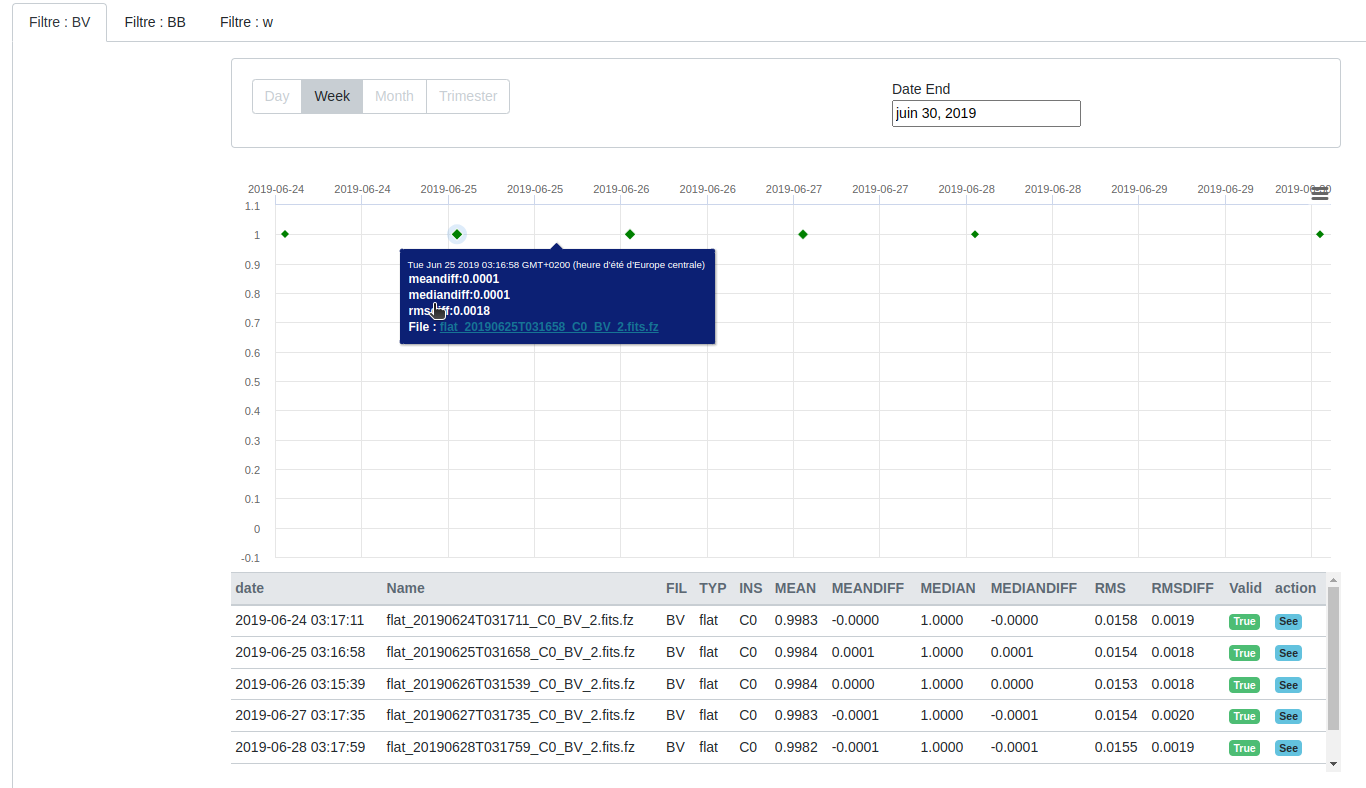 Filtre : BV Filtre : BB Filtre : w
Day Week Month Trimester
Date End
juin 30, 2019
2019-06-24 2019-06-24 2019-06-25 2019-06-25 2019-06-26 2019-06-26 2019-06-27 2019-06-27 2019-06-28 2019-06-28 2019-06-29 2019-06-29 2019-06-30
1.1
1
0.9
0.8
0.7
0.6
0.5
0.4
0.3
0.2
0.1
0
-0.1
Tue Jun 25 2019 03:16:58 GMT+0200 (heure d'été d'Europe centrale)
meandiff:0.0001
mediandiff:0.0001
rmsdiff:0.0018
File : flat_20190625T031658_C0_BV_2.fits.fz
date Name FIL TYP INS MEAN MEANDIFF MEDIAN MEDIANDIFF RMS RMSDIFF Valid action
2019-06-24 03:17:11 flat_20190624T031711_C0_BV_2.fits.fz BV flat C0 0.9983 -0.0000 1.0000 -0.0000 0.0158 0.0019 True See
2019-06-25 03:16:58 flat_20190625T031658_C0_BV_2.fits.fz BV flat C0 0.9984 0.0001 1.0000 0.0001 0.0154 0.0018 True See
2019-06-26 03:15:39 flat_20190626T031539_C0_BV_2.fits.fz BV flat C0 0.9984 0.0000 1.0000 0.0000 0.0153 0.0018 True See
2019-06-27 03:17:35 flat_20190627T031735_C0_BV_2.fits.fz BV flat C0 0.9983 -0.0001 1.0000 -0.0001 0.0154 0.0020 True See
2019-06-28 03:17:59 flat_20190628T031759_C0_BV_2.fits.fz BV flat C0 0.9982 -0.0001 1.0000 -0.0001 0.0155 0.0019 True See